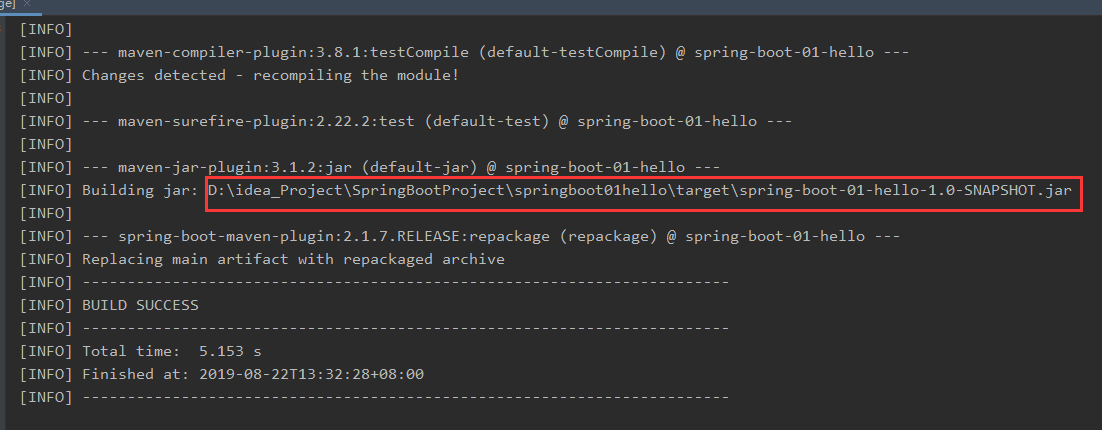 ge]
[INFO]
[INFO] --- maven-compiler-plugin:3.8.1:testCompile (default-testCompile) @ spring-boot-01-hello ---
[INFO] Changes detected - recompiling the module!
[INFO]
[INFO] --- maven-surefire-plugin:2.22.2:test (default-test) @ spring-boot-01-hello ---
[INFO]
[INFO] --- maven-jar-plugin:3.1.2:jar (default-jar) @ spring-boot-01-hello ---
[INFO] Building jar: D:\idea_Project\SpringBootProject\springboot01hello\target\spring-boot-01-hello-1.0-SNAPSHOT.jar
[INFO]
[INFO] --- spring-boot-maven-plugin:2.1.7.RELEASE:repackage (repackage) @ spring-boot-01-hello ---
[INFO] Replacing main artifact with repackaged archive
[INFO] ------------------------------------------------------------------------
[INFO] BUILD SUCCESS
[INFO] ------------------------------------------------------------------------
[INFO] Total time:  5.153 s
[INFO] Finished at: 2019-08-22T13:32:28+08:00
[INFO] ------------------------------------------------------------------------